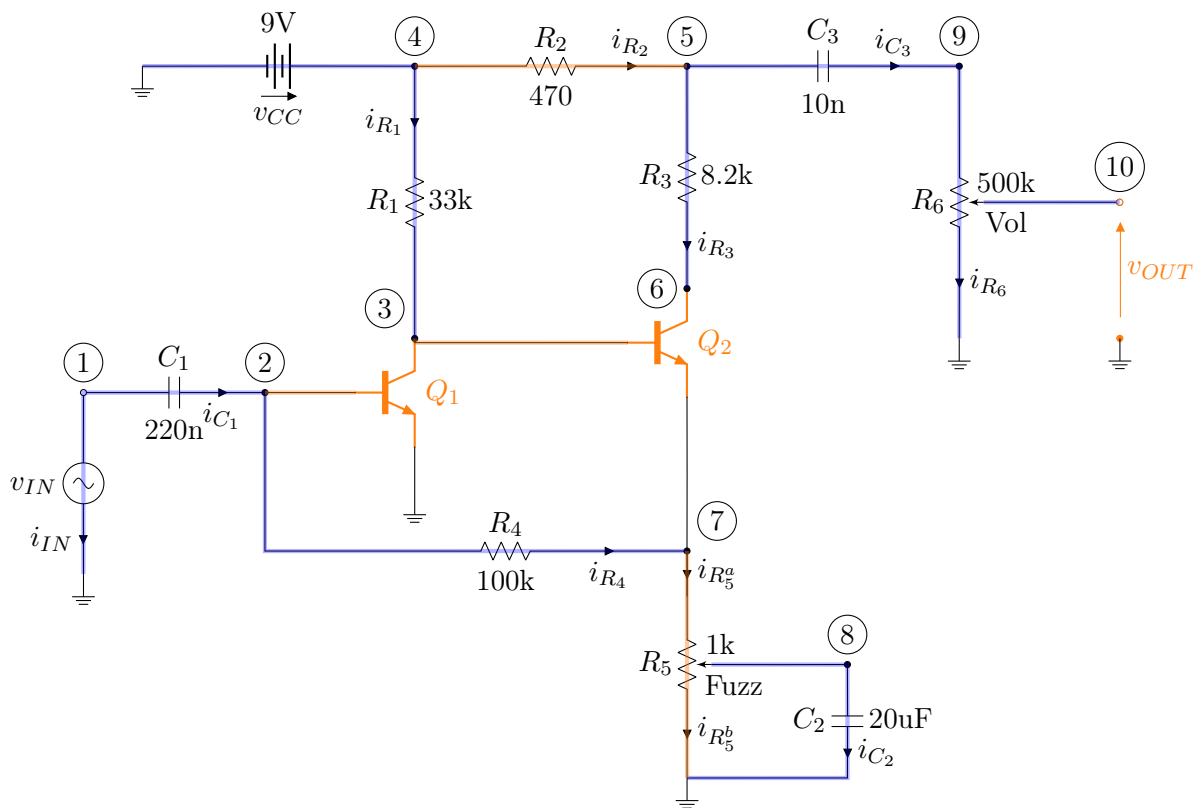 9V
4
R2
iR2
5
C3
iC3
9
vCC
470
10n
iR1
R1
33k
R3
8.2k
iR3
500k
R6
Vol
10
iR6
vOUT
3
6
Q2
1
C1
2
Q1
iC1
220n
vIN
iIN
7
R4
100k
iR4
iR5a
8
1k
R5
Fuzz
C2
20uF
iR5b
iC2